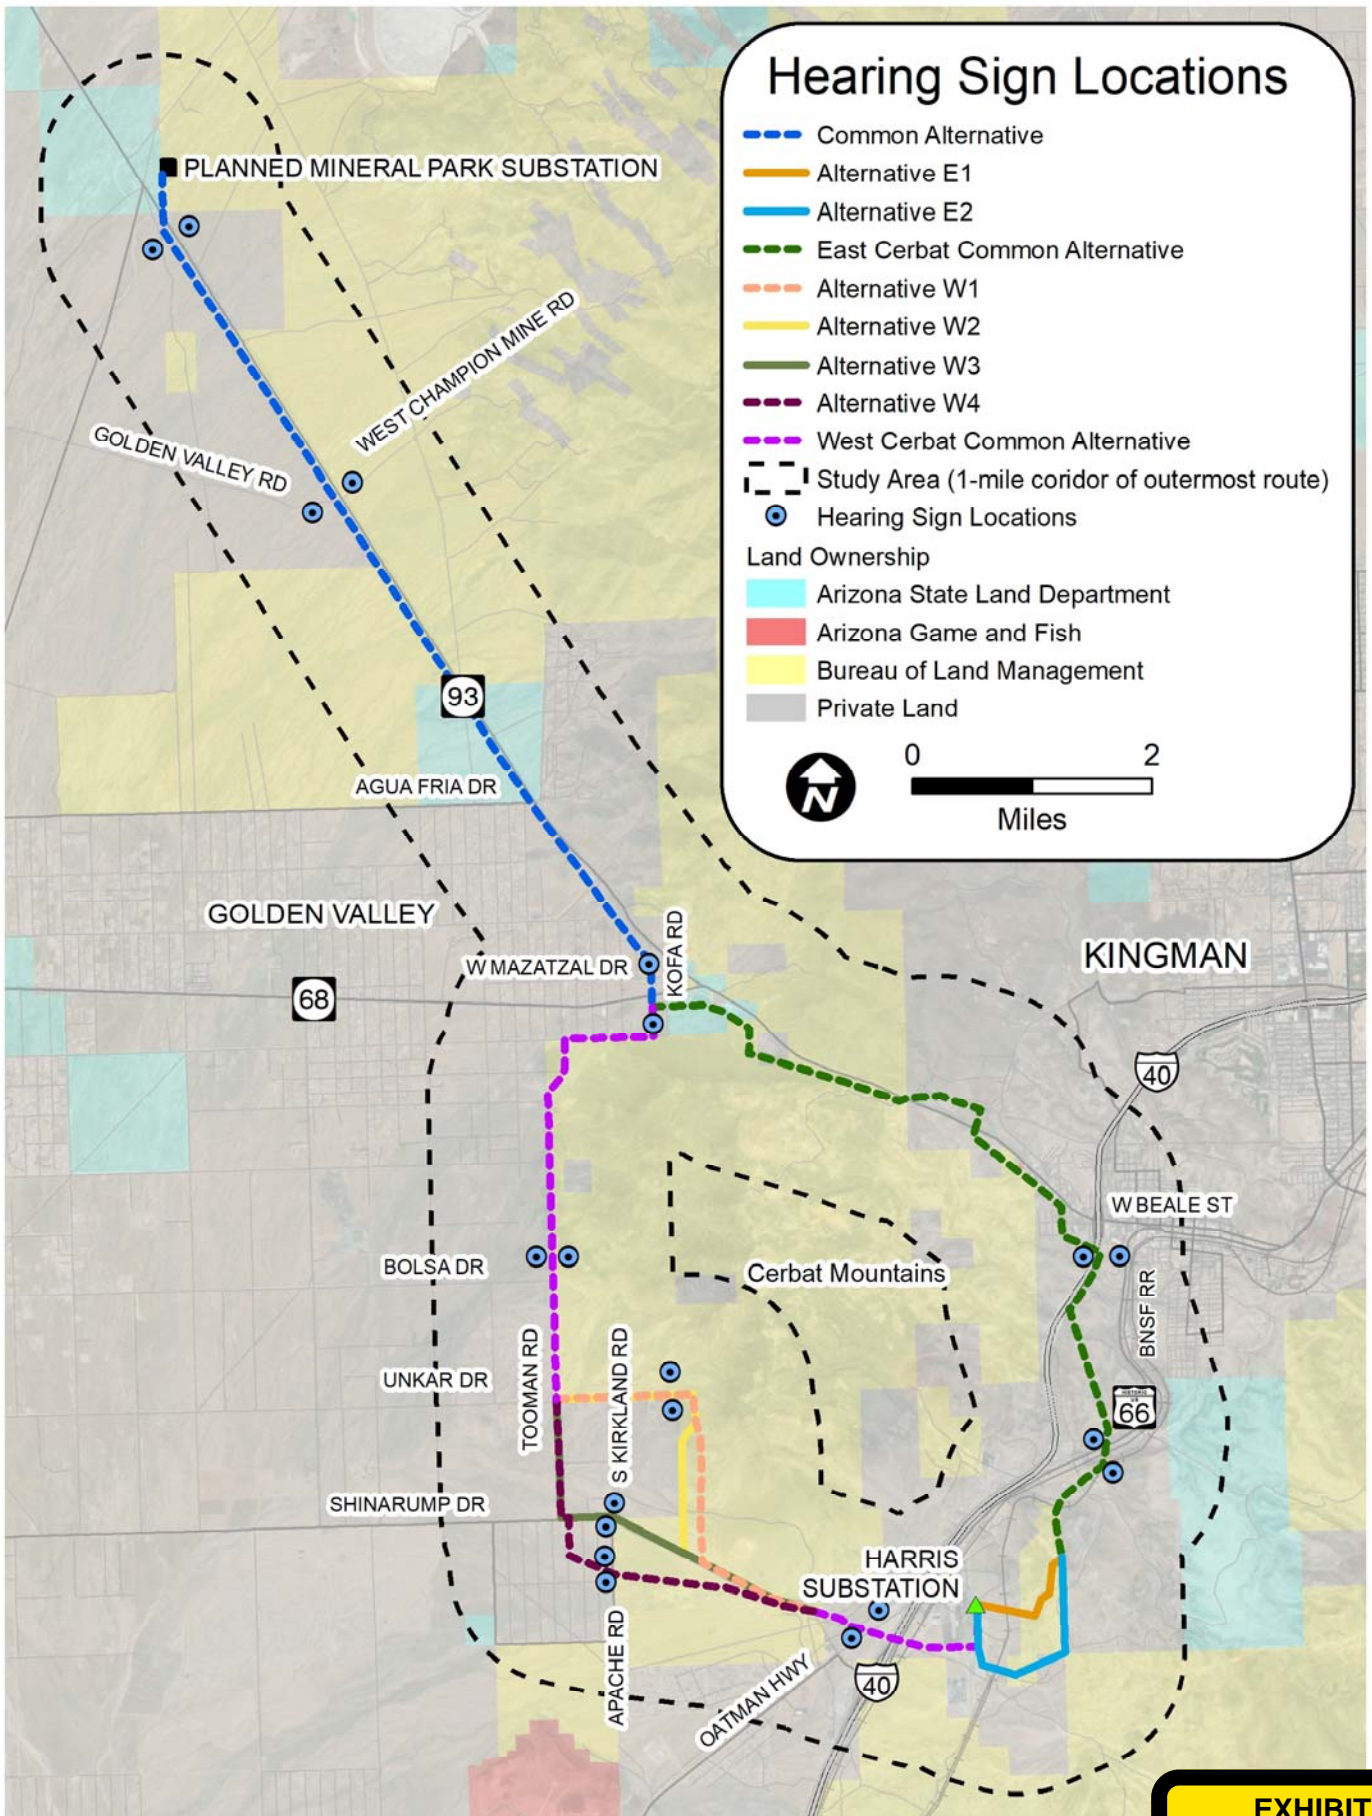 Hearing Sign Locations
Common Alternative
Alternative E1
Alternative E2
East Cerbat Common Alternative
Alternative W1
Alternative W2
Alternative W3
Alternative W4
West Cerbat Common Alternative
Study Area (1-mile coridor of outermost route)
Hearing Sign Locations
Land Ownership
Arizona State Land Department
Arizona Game and Fish
Bureau of Land Management
Private Land
0 2
N
Miles
PLANNED MINERAL PARK SUBSTATION
WEST CHAMPION MINE RD
GOLDEN VALLEY RD
93
AGUA FRIA DR
GOLDEN VALLEY
W MAZATZAL DR
KOFA RD
KINGMAN
68
40
W BEALE ST
BOLSA DR
Cerbat Mountains
BNSF RR
TOOMAN RD
S KIRKLAND RD
UNKAR DR
HISTORIC
US
66
SHINARUMP DR
HARRIS
SUBSTATION
APACHE RD
OATMAN HWY
40
EXHIBIT